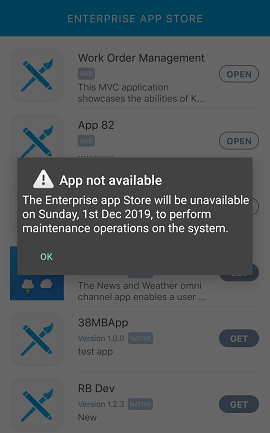 ENTERPRISE APP STORE
Work Order Management
WEB
This MVC application
showcases the abilities of K...
OPEN
App 82
WEB
OPEN
App not available
The Enterprise app Store will be unavailable
on Sunday, 1st Dec 2019, to perform
maintenance operations on the system.
OK
The News and Weather omni
channel app enables a user ...
GET
38MBApp
Version 1.0.0 NATIVE
test app
GET
RB Dev
Version 1.2.3 NATIVE
New
GET